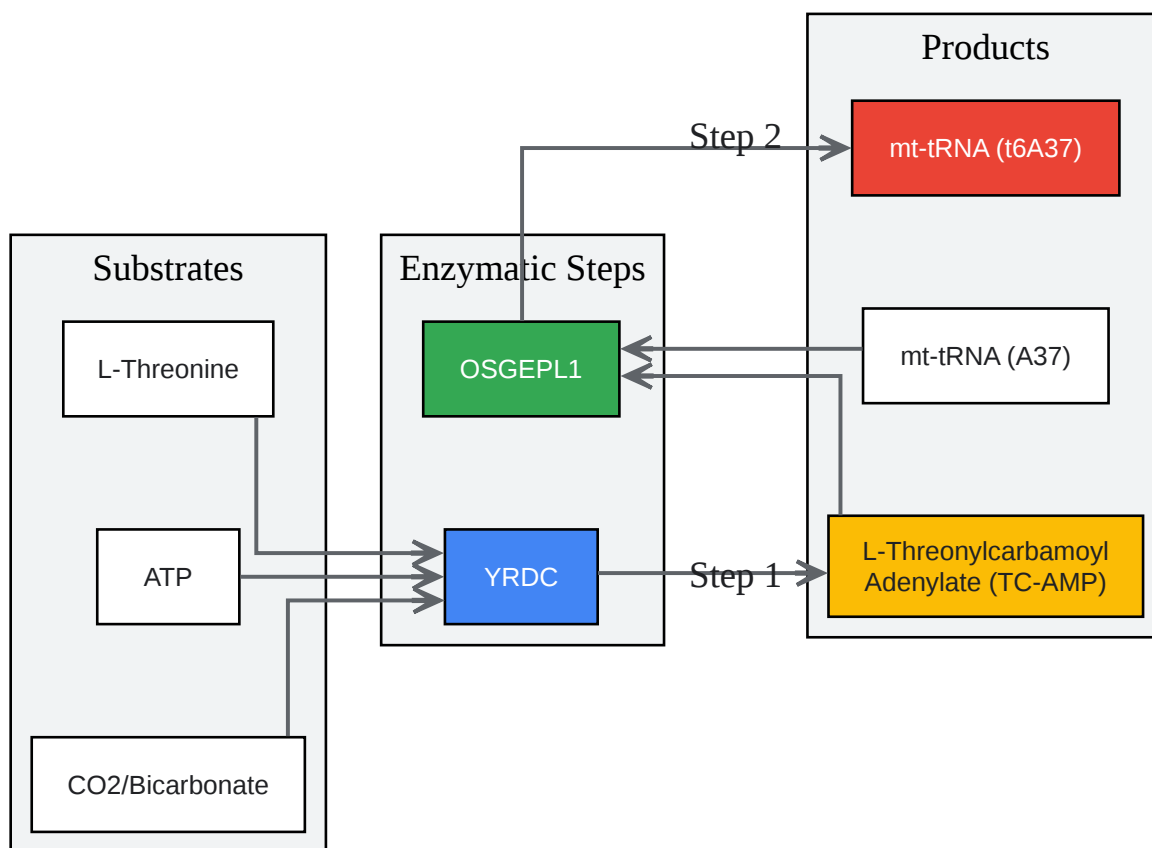 Substrates
L-Threonine
ATP
CO2/Bicarbonate
Enzymatic Steps
OSGEPL1
YRDC
Step 2
Step 1
Products
mt-tRNA (t6A37)
mt-tRNA (A37)
L-Threonylcarbamoyl
Adenylate (TC-AMP)